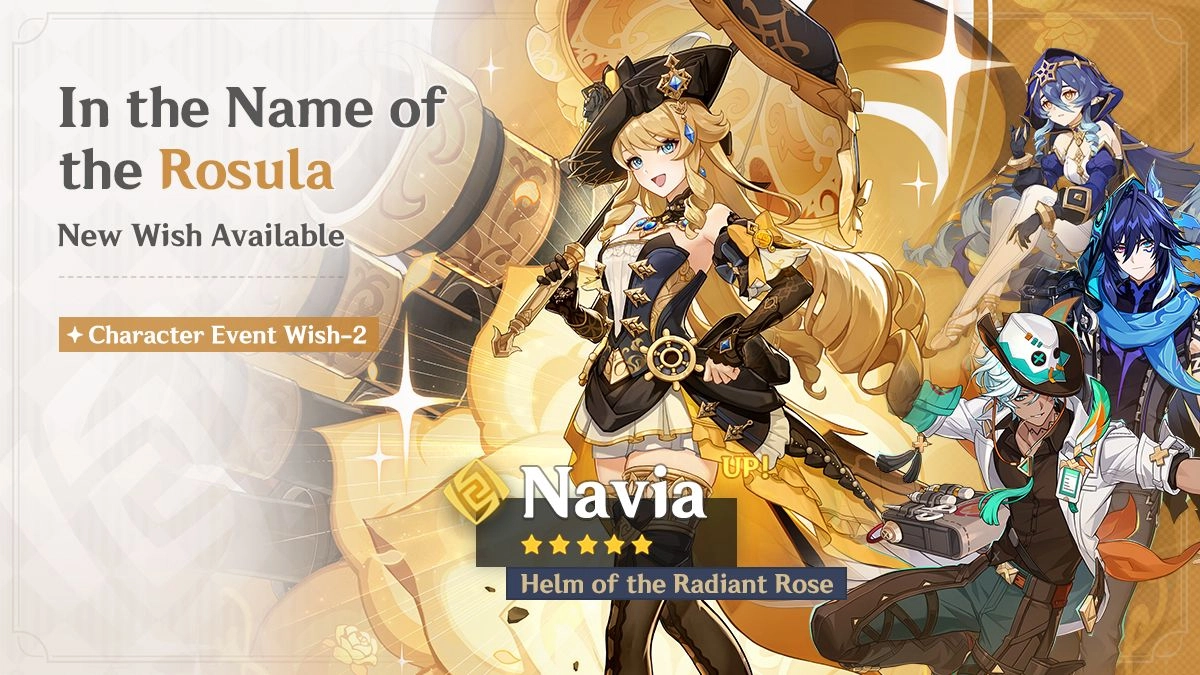 In the Name of
the Rosula
New Wish Available
Character Event Wish-2
Navia
UP!
Helm of the Radiant Rose